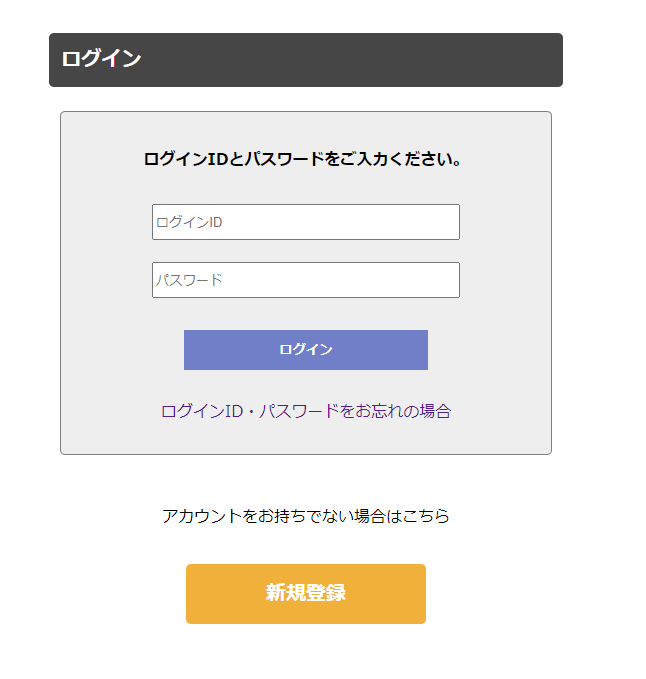 ログイン
ログインIDとパスワードをご入力ください。
ログインID
パスワード
ログイン
ログインID・パスワードをお忘れの場合
アカウントをお持ちでない場合はこちら
新規登録